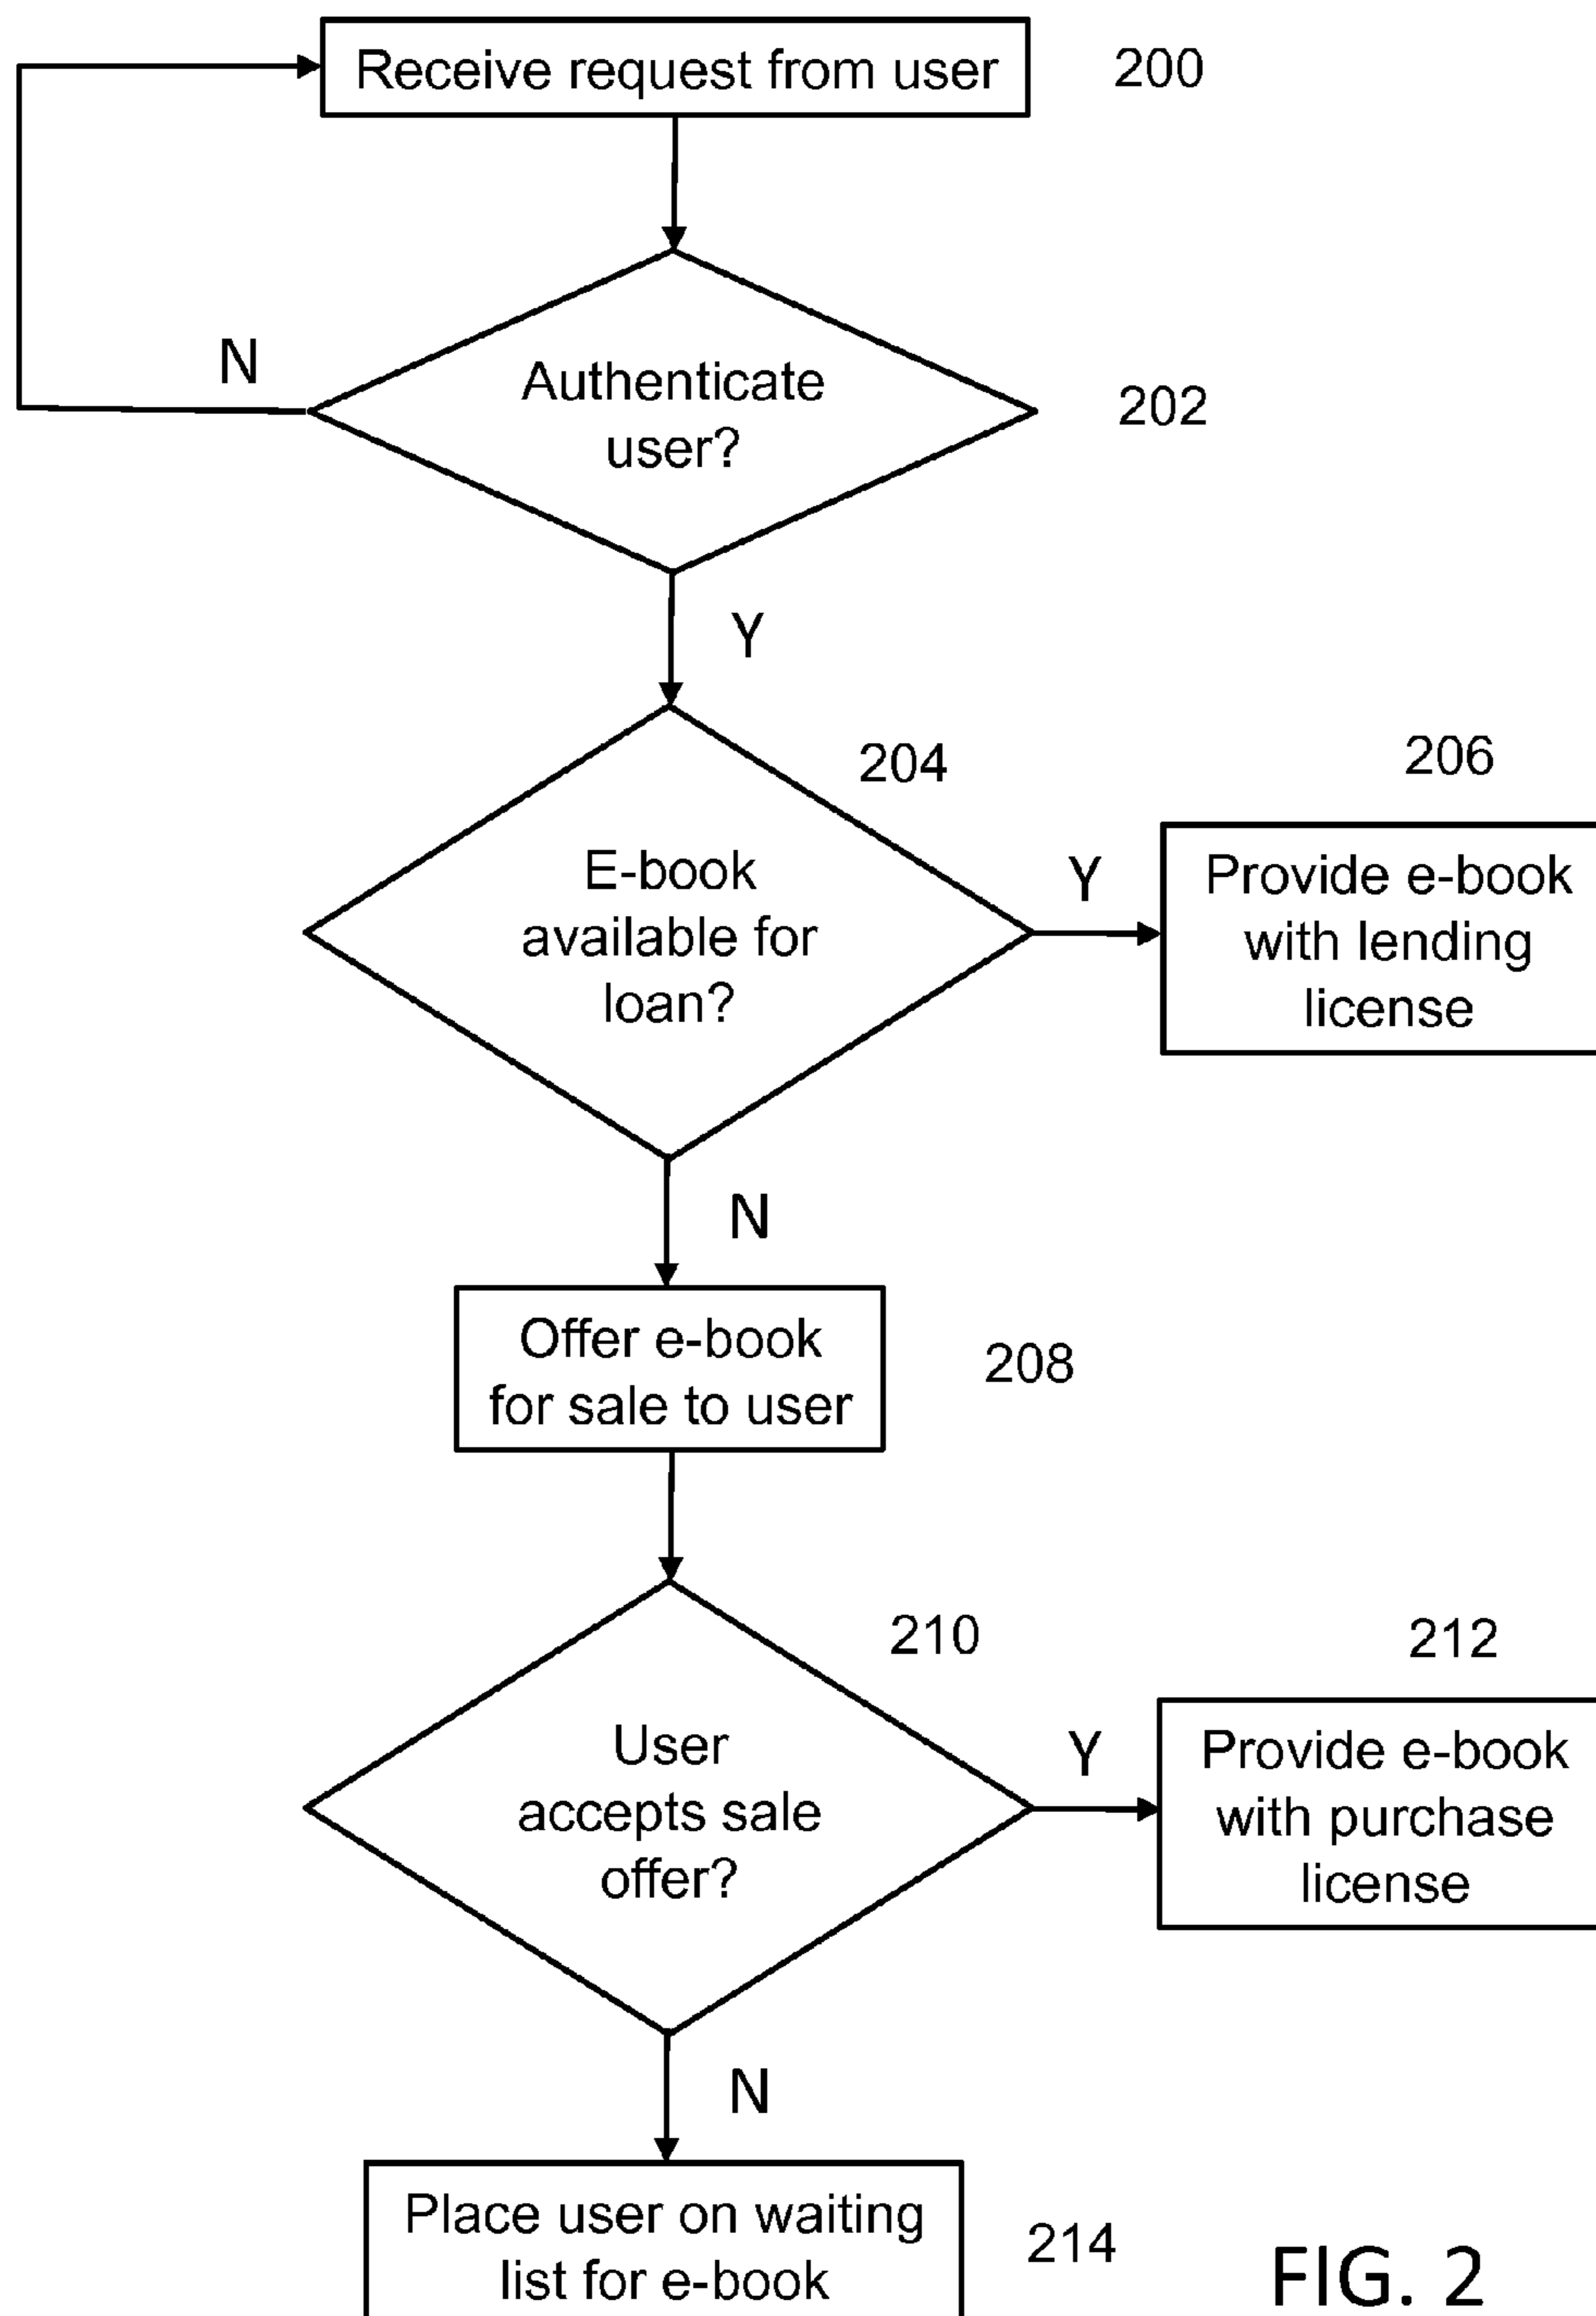 Receive request from user 200
N
Authenticate
user?
202
Y
204
206
E-book
available for
loan?
Y
Provide e-book
with lending
license
N
Offer e-book
for sale to user
208
210
212
User
accepts sale
offer?
Y
Provide e-book
with purchase
license
N
Place user on waiting
list for e-book
214
FIG. 2